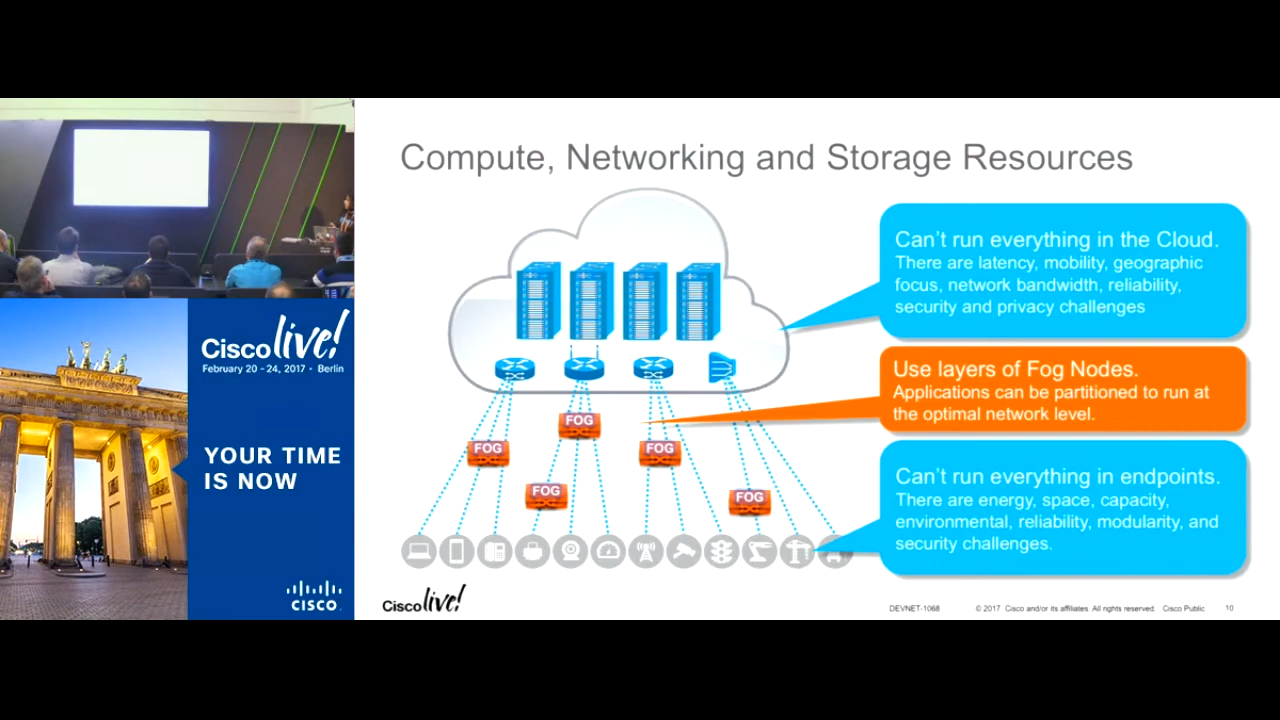 Cisco live!
February 20 - 24, 2017 • Berlin
YOUR TIME
IS NOW
CISCO
Compute, Networking and Storage Resources
Can't run everything in the Cloud.
There are latency, mobility, geographic
focus, network bandwidth, reliability,
security and privacy challenges
Use layers of Fog Nodes.
Applications can be partitioned to run at
the optimal network level.
Can't run everything in endpoints.
There are energy, space, capacity,
environmental, reliability, modularity, and
security challenges.
FOG
FOG
FOG
FOG
FOG
Cisco live!
DEVNET-1068 © 2017 Cisco and/or its affiliates. All rights reserved. Cisco Public 10